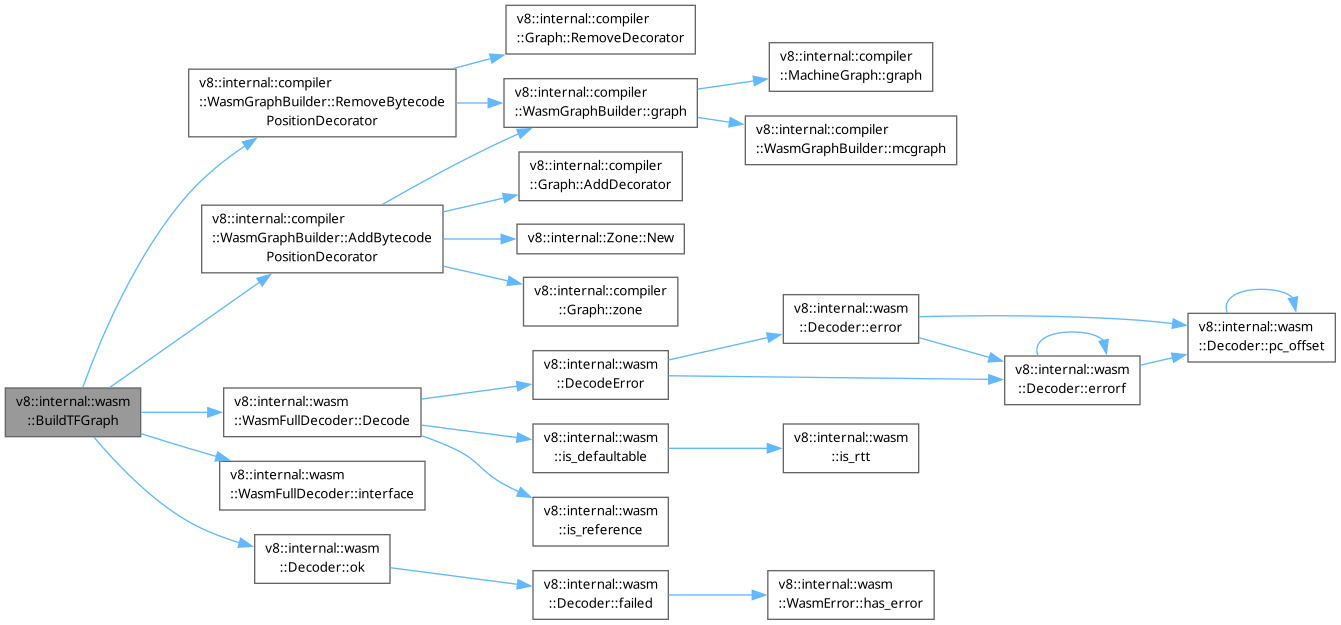 v8::internal::compiler
::Graph::RemoveDecorator
v8::internal::compiler
::MachineGraph::graph
v8::internal::compiler
::WasmGraphBuilder::RemoveBytecode
PositionDecorator
v8::internal::compiler
::WasmGraphBuilder::graph
v8::internal::compiler
::WasmGraphBuilder::mcgraph
v8::internal::compiler
::Graph::AddDecorator
v8::internal::compiler
::WasmGraphBuilder::AddBytecode
PositionDecorator
v8::internal::Zone::New
v8::internal::compiler
::Graph::zone
v8::internal::wasm
::Decoder::error
v8::internal::wasm
::Decoder::pc_offset
v8::internal::wasm
::DecodeError
v8::internal::wasm
::Decoder::errorf
v8::internal::wasm
::BuildTFGraph
v8::internal::wasm
::WasmFullDecoder::Decode
v8::internal::wasm
::is_defaultable
v8::internal::wasm
::is_rtt
v8::internal::wasm
::WasmFullDecoder::interface
v8::internal::wasm
::is_reference
v8::internal::wasm
::Decoder::ok
v8::internal::wasm
::Decoder::failed
v8::internal::wasm
::WasmError::has_error